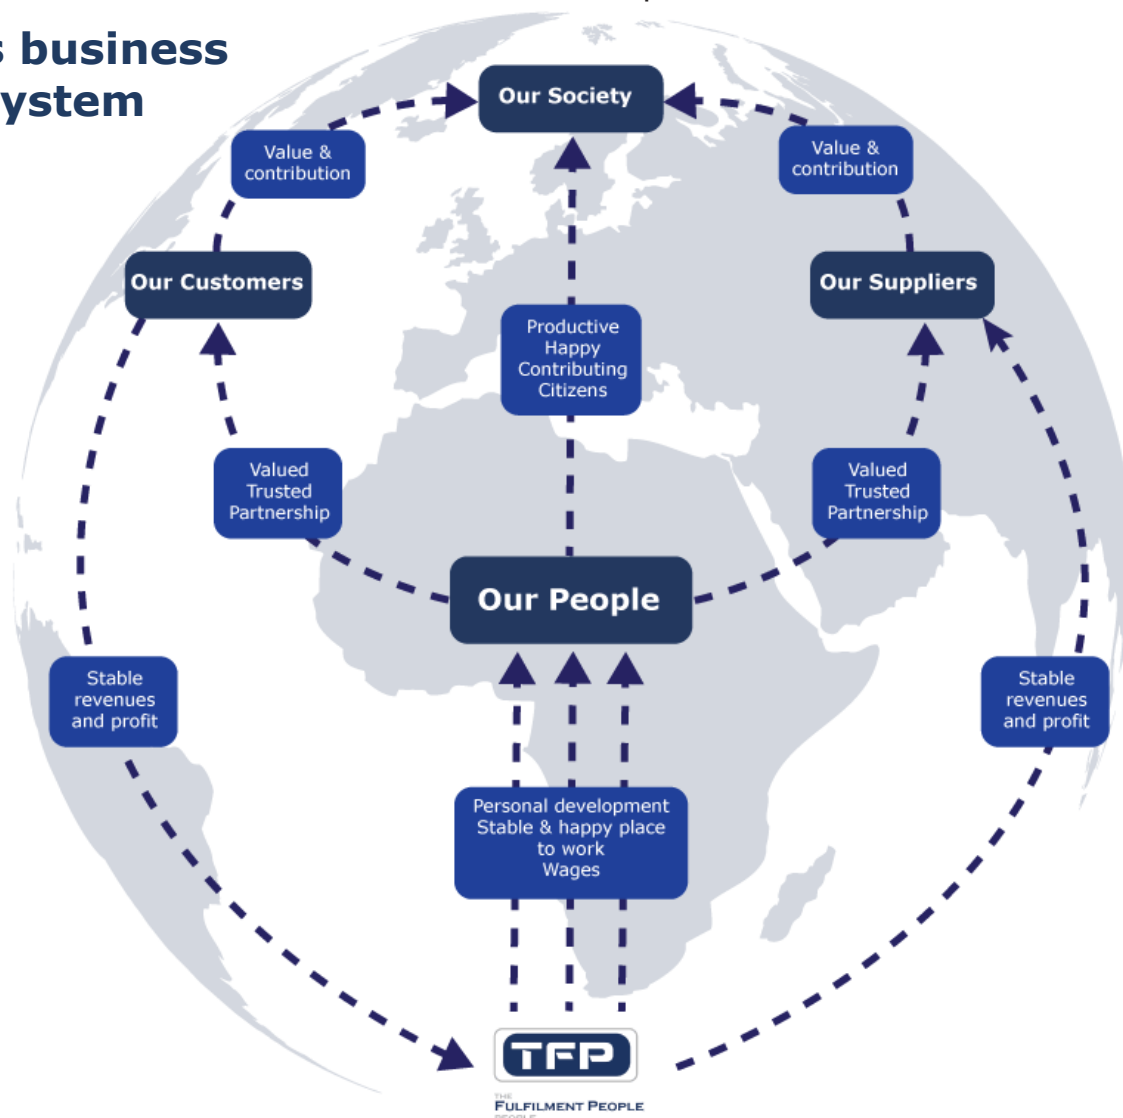 s business
ystem
Our Society
Value &
contribution
Value &
contribution
Our Customers
Our Suppliers
Productive
Happy
Contributing
Citizens
Valued
Trusted
Partnership
Valued
Trusted
Partnership
Our People
Stable
revenues
and profit
Stable
revenues
and profit
Personal development
Stable & happy place
to work
Wages
TFP
THE
FULFILMENT PEOPLE
PEOPLE